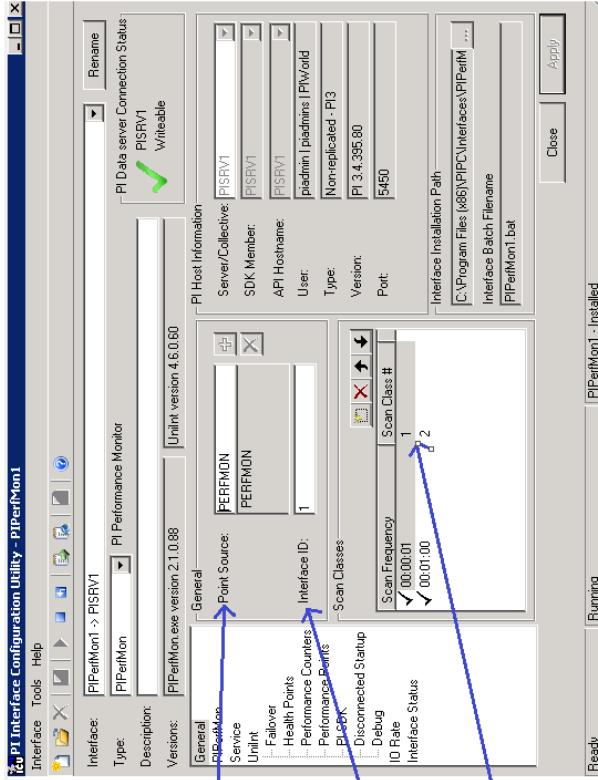 PI Interface Configuration Utility - PIPerfMon1
Interface Tools Help
Interface: PIPerfMon1 -> PISRV1 Rename
Type: PIPerfMon PI Performance Monitor
Description:
Versions: PIPerfMon.exe version 2.1.0.88 UniInt version 4.6.0.60
PI Data server Connection Status
PISRV1
Writeable
General
PIPerfMon
Service
UniInt
Failover
Health Points
Performance Counters
Performance Points
PI SDK
Disconnected Startup
Debug
IO Rate
Interface Status
General
Point Source: PERFMON
PERFMON
Interface ID: 1
Scan Classes
Scan Frequency Scan Class #
00:00:01 1
00:01:00 2
PI Host Information
Server/Collective: PISRV1
SDK Member: PISRV1
API Hostname: PISRV1
User: piadmin | piadmins | PIWorld
Type: Non-replicated - PI3
Version: PI 3.4.395.80
Port: 5450
Interface Installation Path
C:\Program Files (x86)\PIPC\Interfaces\PIPerfM ...
Interface Batch Filename
PIPerfMon1.bat
Close Apply
Ready Running PIPerfMon1 - Installed